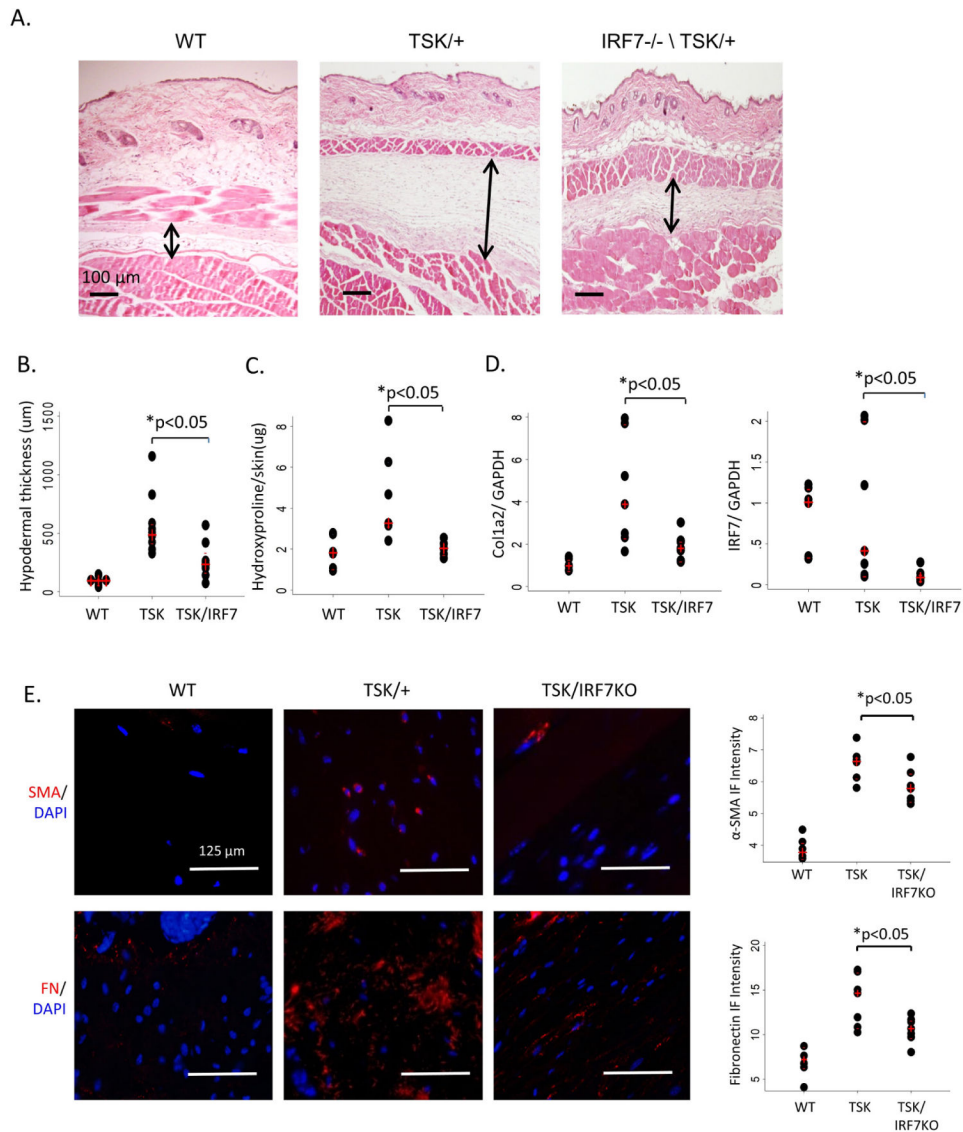 A.
WT TSK/+ IRF7-/- \ TSK/+
100 µm
B.
Hypodermal thickness (um)
1500
1000
500
0
*p<0.05
WT TSK TSK/IRF7
C.
Hydroxyproline/skin(ug)
8
6
4
2
0
*p<0.05
WT TSK TSK/IRF7
D.
Col1a2/ GAPDH
8
6
4
2
0
*p<0.05
WT TSK TSK/IRF7
IRF7/ GAPDH
2
1.5
1
.5
0
*p<0.05
WT TSK TSK/IRF7
E.
WT TSK/+ TSK/IRF7KO
SMA/
DAPI
125 µm
FN/
DAPI
α-SMA IF Intensity
8
7
6
5
4
*p<0.05
WT TSK TSK/
IRF7KO
Fibronectin IF Intensity
20
15
10
5
*p<0.05
WT TSK TSK/
IRF7KO